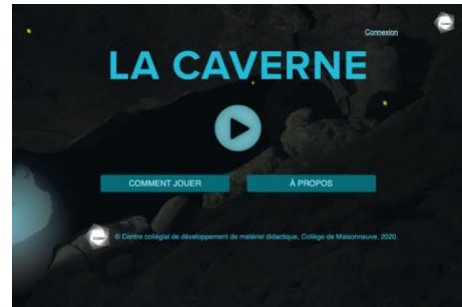 Connexion
LA CAVERNE
COMMENT JOUER
À PROPOS
© Centre collégial de développement de matériel didactique, Collège de Maisonneuve, 2020.